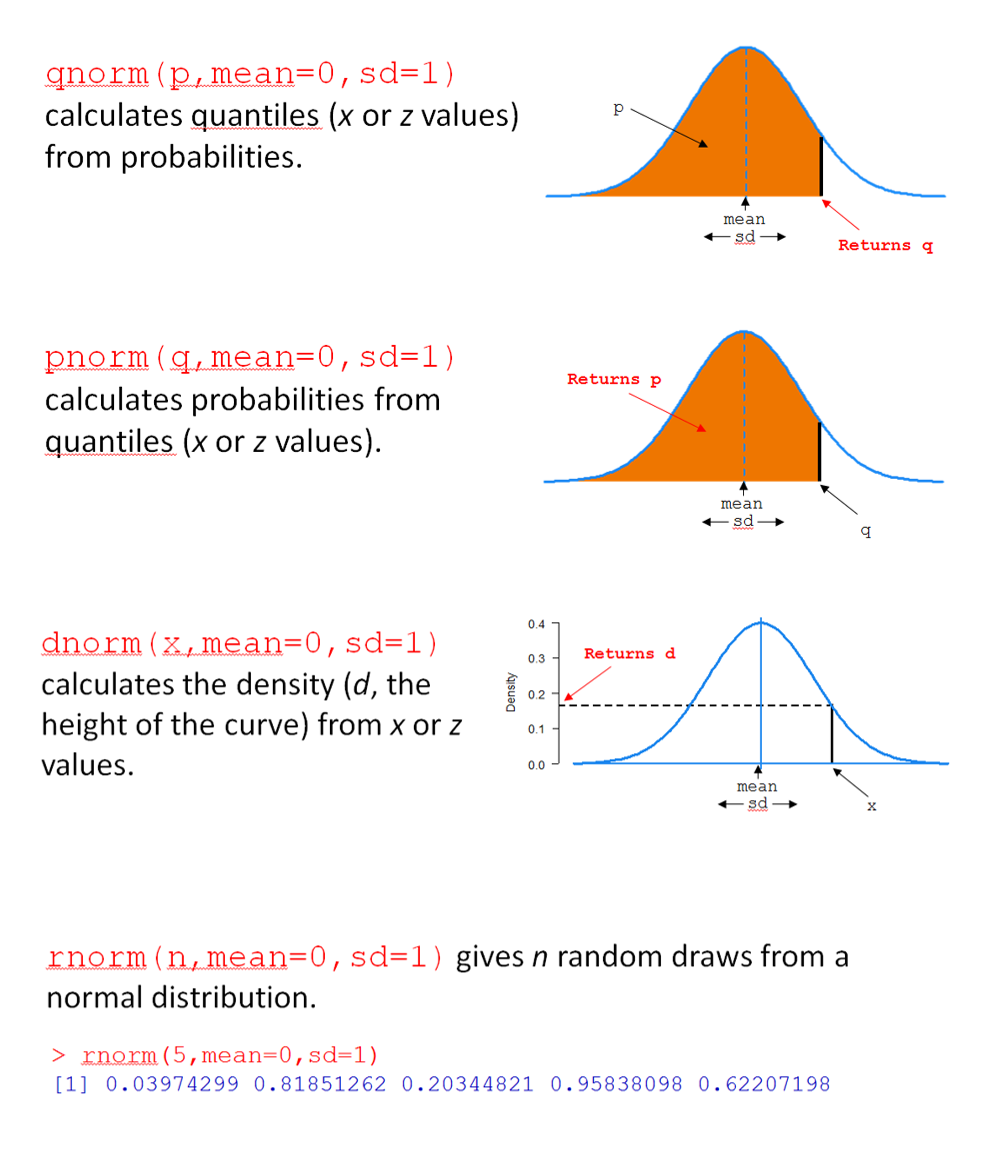 qnorm(p,mean=0,sd=1)
calculates quantiles (x or z values)
from probabilities.
p
mean
sd
Returns q
pnorm(q,mean=0,sd=1)
calculates probabilities from
quantiles (x or z values).
Returns p
mean
sd
q
dnorm(x,mean=0,sd=1)
calculates the density (d, the
height of the curve) from x or z
values.
Density
0.4
0.3
0.2
0.1
0.0
Returns d
mean
sd
x
rnorm(n,mean=0,sd=1) gives n random draws from a
normal distribution.
> rnorm(5,mean=0,sd=1)
[1] 0.03974299 0.81851262 0.20344821 0.95838098 0.62207198